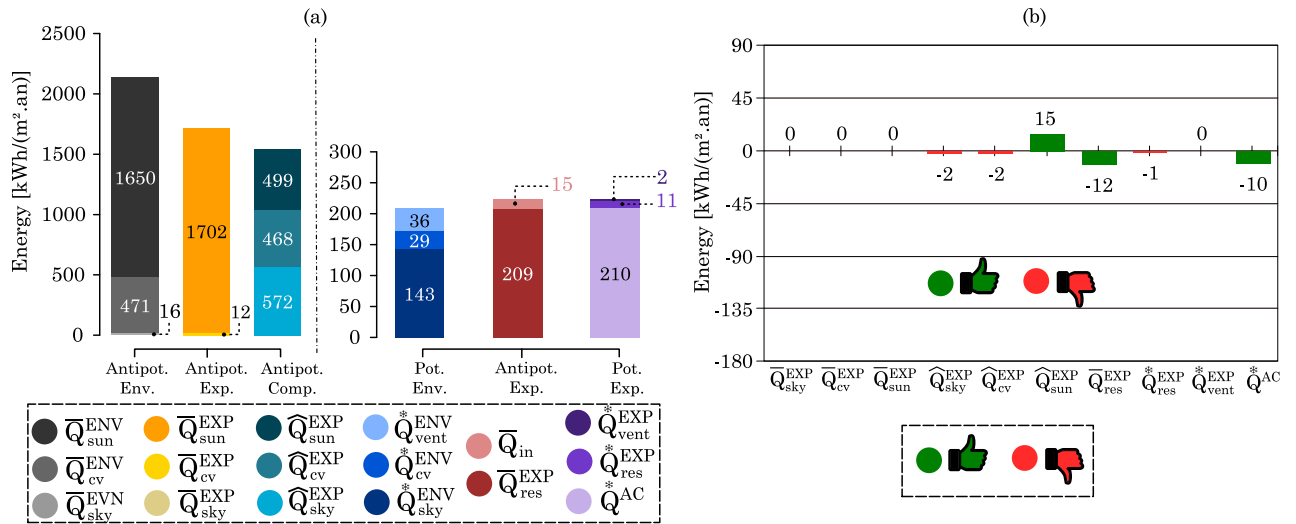 (a)
Energy [kWh/(m².an)]
2500
2000
1500
1000
500
0
1650
471
16
1702
12
499
468
572
Antipot. Env.
Antipot. Exp.
Antipot. Comp.
300
250
200
150
100
50
0
36
29
143
15
209
2
11
210
Pot. Env.
Antipot. Exp.
Pot. Exp.
Q̅ ENV sun
Q̅ ENV cv
Q̅ EVN sky
Q̅ EXP sun
Q̅ EXP cv
Q̅ EXP sky
Q̂ EXP sun
Q̂ EXP cv
Q̂ EXP sky
Q* ENV vent
Q* ENV cv
Q* ENV sky
Q̅ in
Q̅ EXP res
Q* EXP vent
Q* EXP res
Q* AC
(b)
Energy [kWh/(m².an)]
90
45
0
-45
-90
-135
-180
0
0
0
-2
-2
15
-12
-1
0
-10
Q̅ EXP sky
Q̅ EXP cv
Q̅ EXP sun
Q̂ EXP sky
Q̂ EXP cv
Q̂ EXP sun
Q̅ EXP res
Q* EXP res
Q* EXP vent
Q* AC